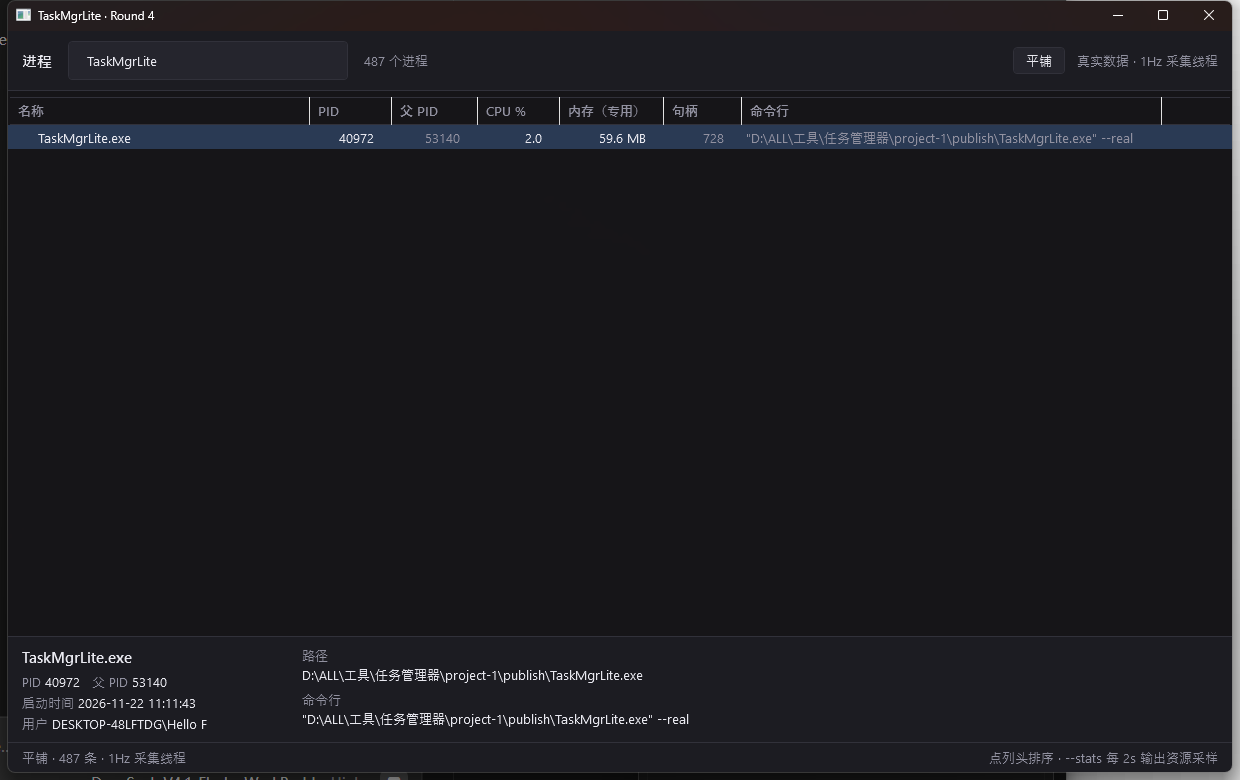 TaskMgrLite · Round 4
进程 TaskMgrLite 487 个进程 平铺 真实数据 · 1Hz 采集线程
名称 PID 父 PID CPU % 内存（专用） 句柄 命令行
TaskMgrLite.exe 40972 53140 2.0 59.6 MB 728 "D:\ALL\工具\任务管理器\project-1\publish\TaskMgrLite.exe" --real
TaskMgrLite.exe
PID 40972 父 PID 53140
启动时间 2026-11-22 11:11:43
用户 DESKTOP-48LFTDG\Hello F
路径
D:\ALL\工具\任务管理器\project-1\publish\TaskMgrLite.exe
命令行
"D:\ALL\工具\任务管理器\project-1\publish\TaskMgrLite.exe" --real
平铺 · 487 条 · 1Hz 采集线程 点列头排序 · --stats 每 2s 输出资源采样